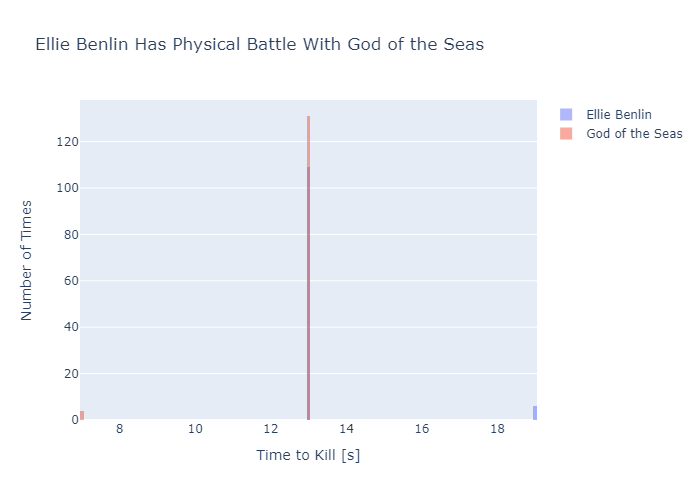 Ellie Benlin Has Physical Battle With God of the Seas
Ellie Benlin
God of the Seas
Number of Times
120
100
80
60
40
20
0
8 10 12 14 16 18
Time to Kill [s]